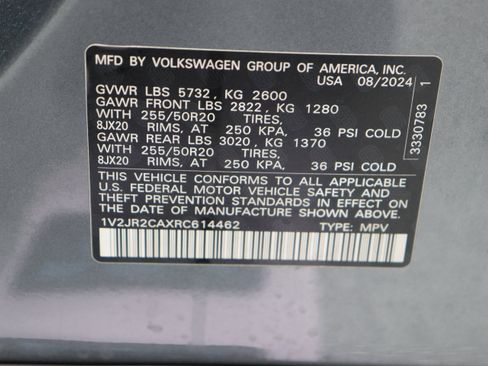 MFD BY VOLKSWAGEN GROUP OF AMERICA, INC.
USA 08/2024
GVWR LBS 5732, KG 2600
GAWR FRONT LBS 2822, KG 1280
WITH 255/50R20 TIRES,
8JX20 RIMS, AT 250 KPA, 36 PSI COLD
GAWR REAR LBS 3020, KG 1370
WITH 255/50R20 TIRES,
8JX20 RIMS, AT 250 KPA, 36 PSI COLD
THIS VEHICLE CONFORMS TO ALL APPLICABLE
U.S. FEDERAL MOTOR VEHICLE SAFETY AND
THEFT PREVENTION STANDARDS IN EFFECT ON
THE DATE OF MANUFACTURE SHOWN ABOVE.
1V2JR2CAXRC614462 TYPE: MPV
3330783 1